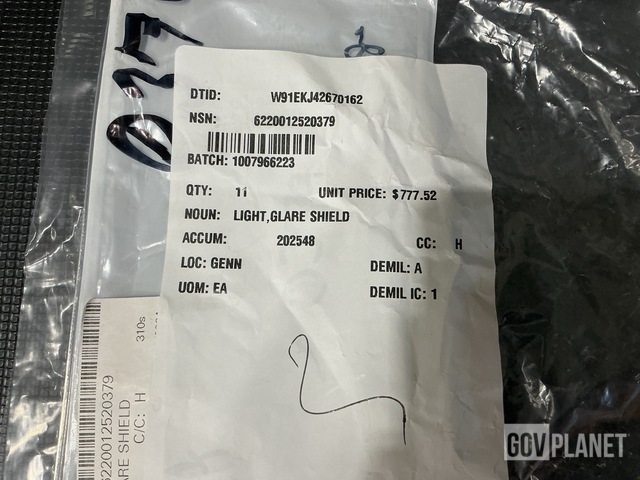 DTID: W91EKJ42670162
NSN: 6220012520379
BATCH: 1007966223
QTY: 11 UNIT PRICE: $777.52
NOUN: LIGHT,GLARE SHIELD
ACCUM: 202548 CC: H
LOC: GENN DEMIL: A
UOM: EA DEMIL IC: 1
310s
6220012520379
ARE SHIELD
C/C: H
GOVPLANET